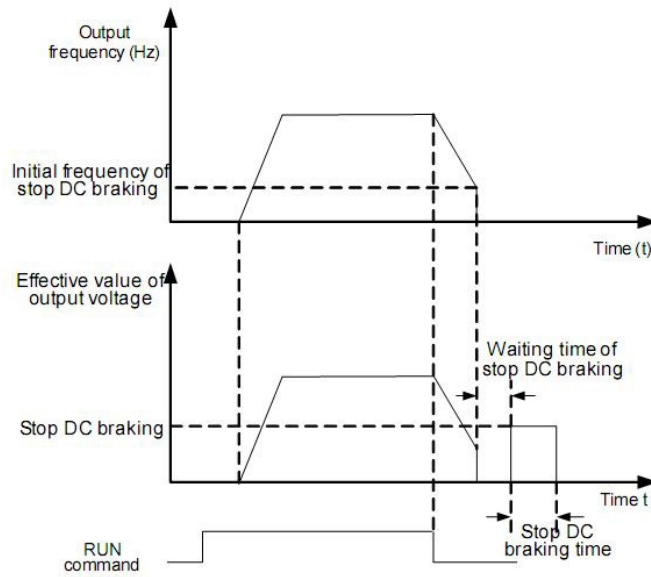 Output
frequency (Hz)
Initial frequency of
stop DC braking
Time (t)
Effective value of
output voltage
Waiting time of
stop DC braking
Stop DC braking
Time t
Stop DC
braking time
RUN
command